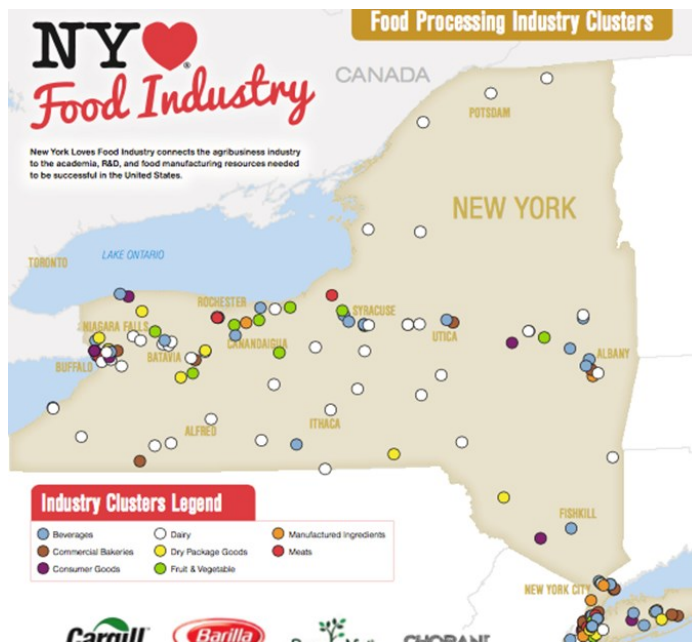 Food Processing Industry Clusters
NY
®
Food Industry
New York Loves Food Industry connects the agribusiness industry
to the academia, R&D, and food manufacturing resources needed
to be successful in the United States.
CANADA
POTSDAM
NEW YORK
LAKE ONTARIO
TORONTO
ROCHESTER
SYRACUSE
NIAGARA FALLS
UTICA
CANANDAIGUA
BATAVIA
ALBANY
BUFFALO
ITHACA
ALFRED
FISHKILL
NEW YORK CITY
Industry Clusters Legend
Beverages
Dairy
Manufactured Ingredients
Commercial Bakeries
Dry Package Goods
Meats
Consumer Goods
Fruit & Vegetable
Cargill
Barilla